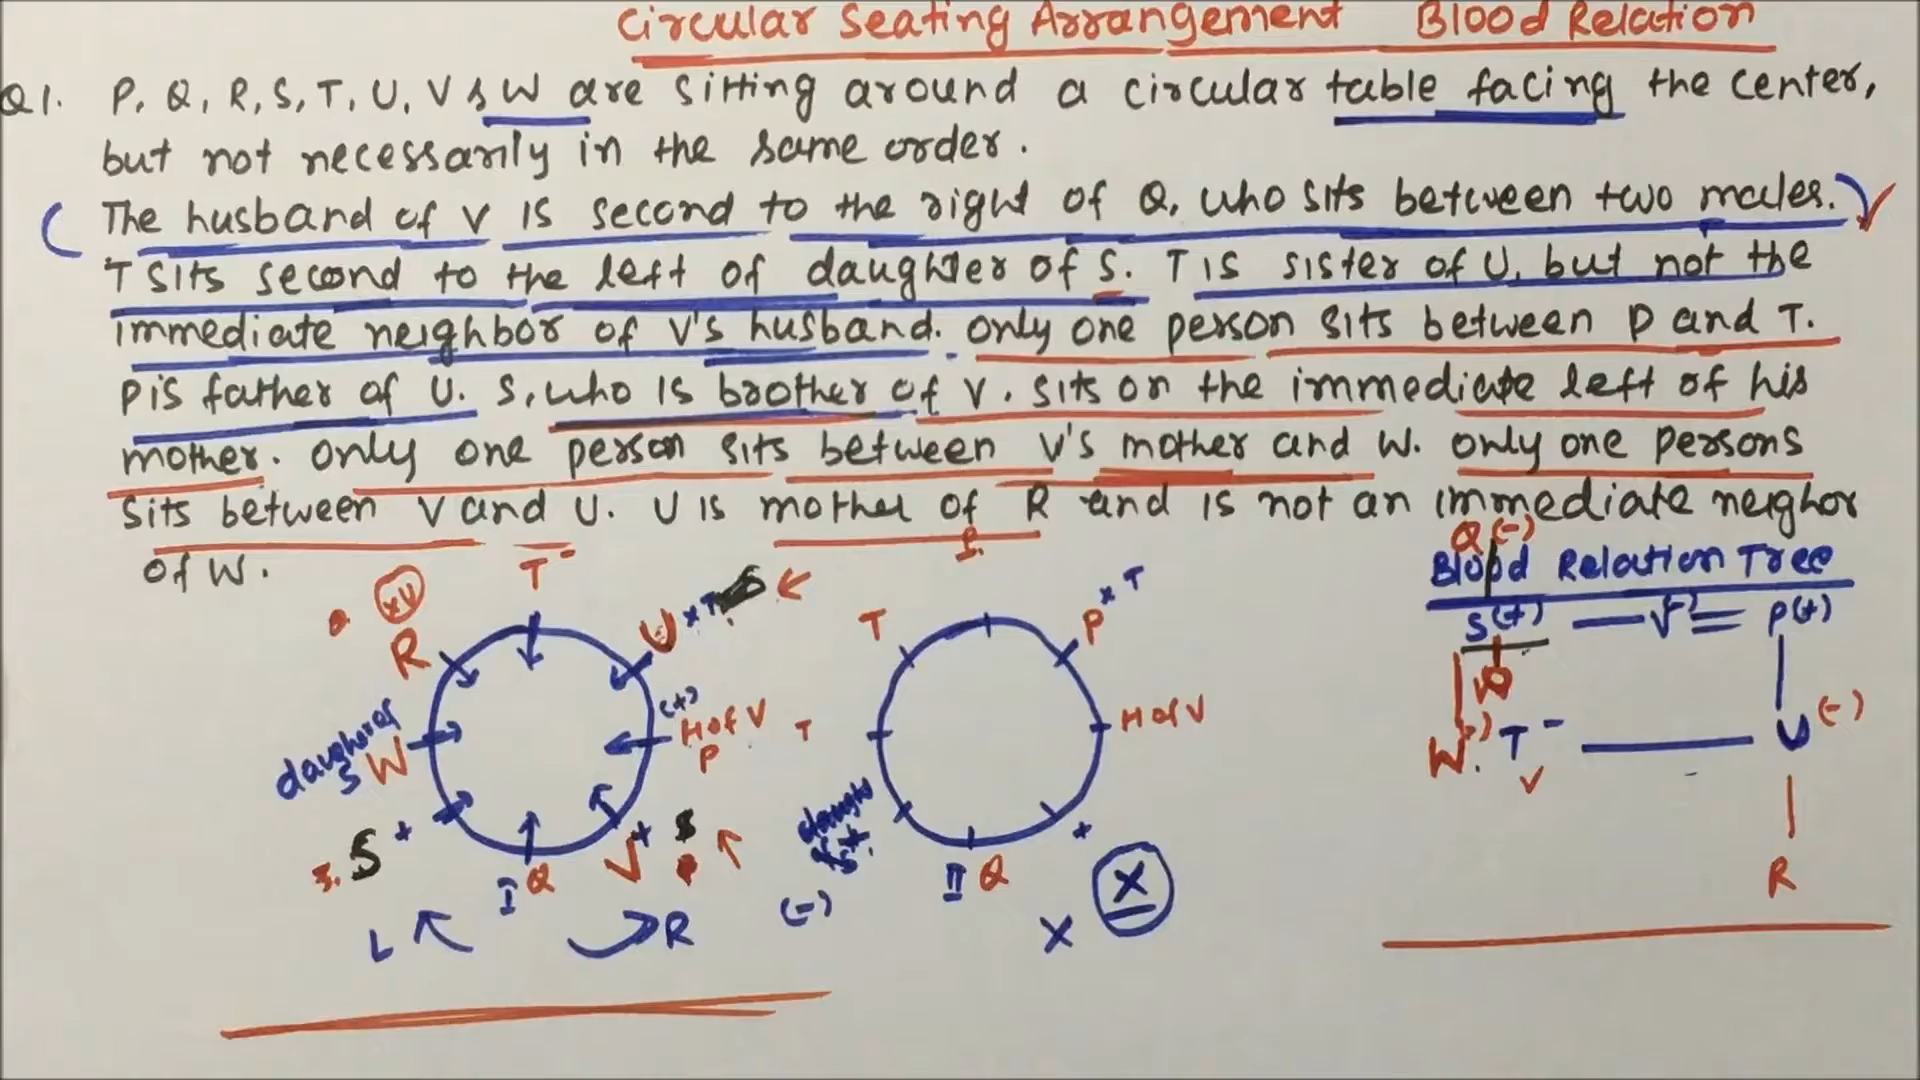 Circular Seating Arrangement Blood Relation
Q1. P, Q, R, S, T, U, V & W are sitting around a circular table facing the center,
but not necessarily in the same order.
The husband of V is second to the right of Q, who sits between two males.
T sits second to the left of daughter of S. T is sister of U, but not the
immediate neighbor of V's husband. Only one person sits between P and T.
P is father of U. S, who is brother of V. Sits on the immediate left of his
mother. Only one person sits between V's mother and W. Only one persons
sits between V and U. U is mother of R and is not an immediate neighor
of W.
T -
R
U × T
daughter of S W
(+)
H of V
P
3. S +
I Q
V + S
L R
T
P × T
T
H of V
II Q
(-)
+
X
X
Q (-)
Blood Relation Tree
S (+) P (+)
W T - U (-)
V
R